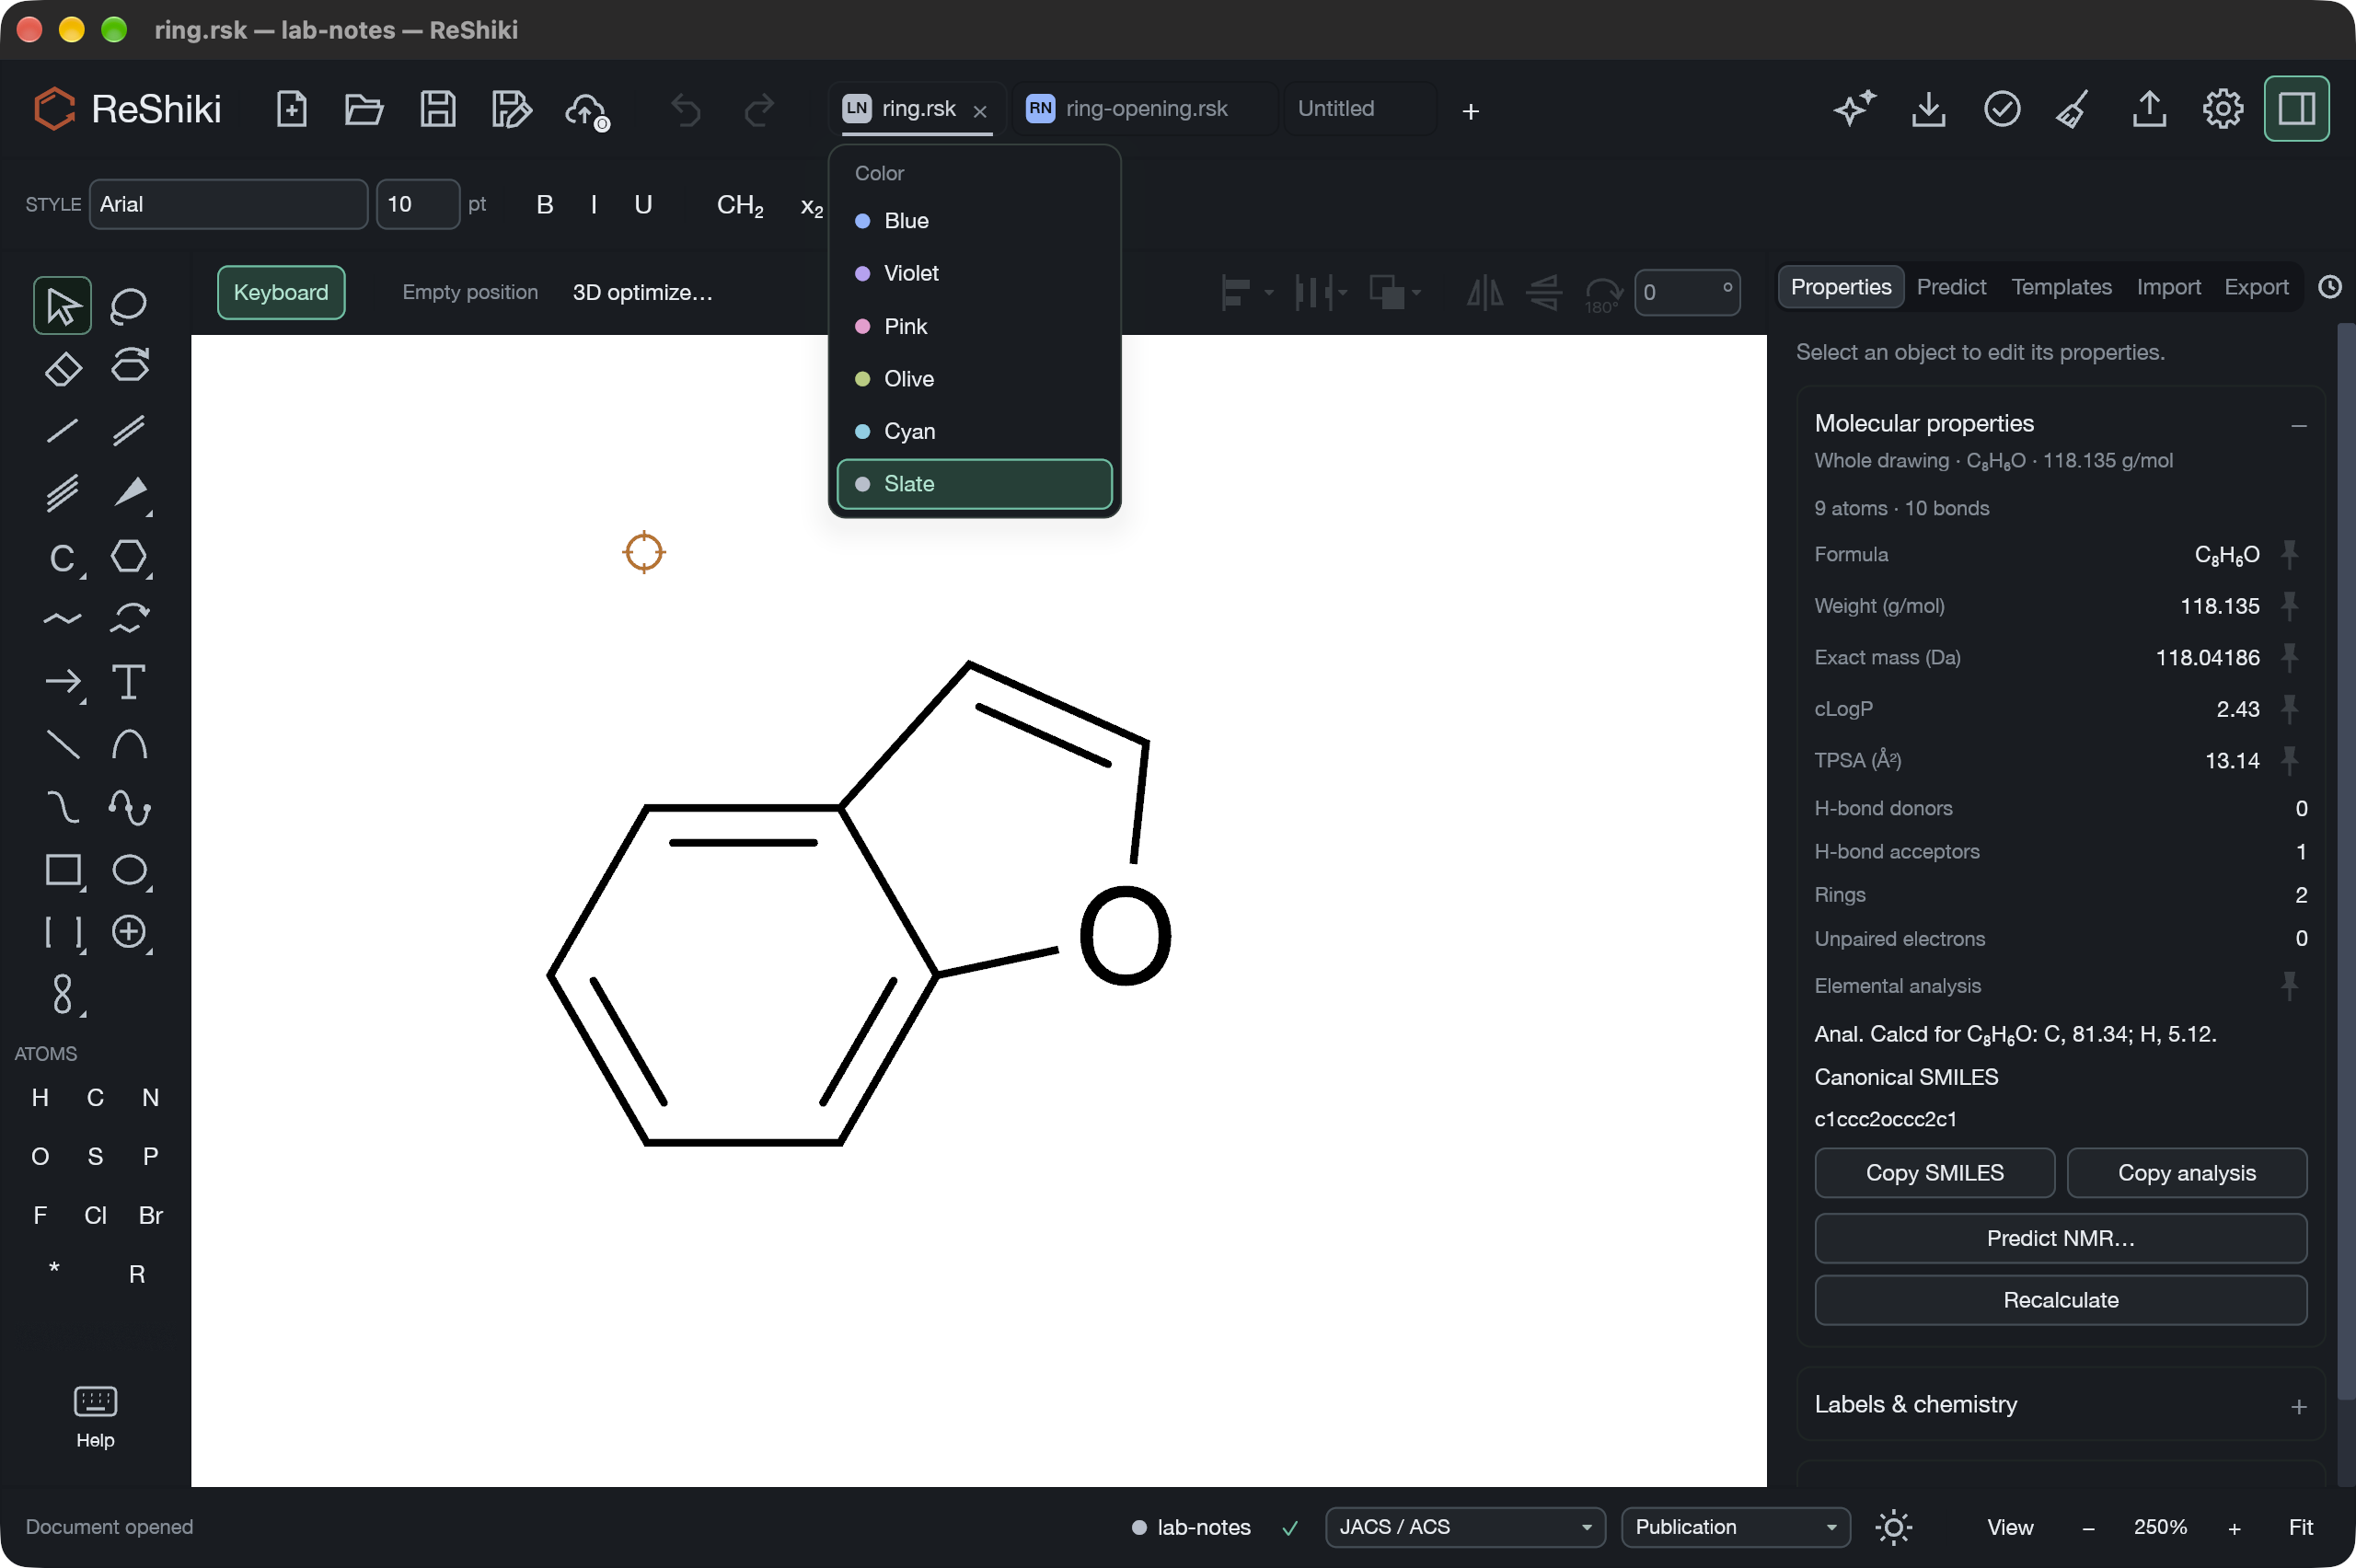 ring.rsk — lab-notes — ReShiki
ReShiki
LN ring.rsk ×
RN ring-opening.rsk
Untitled
+
STYLE Arial 10 pt B I U CH₂ x₂
Color
Blue
Violet
Pink
Olive
Cyan
Slate
Keyboard Empty position 3D optimize...
180° 0 °
Properties Predict Templates Import Export
Select an object to edit its properties.
Molecular properties
Whole drawing · C₈H₆O · 118.135 g/mol
9 atoms · 10 bonds
Formula C₈H₆O
Weight (g/mol) 118.135
Exact mass (Da) 118.04186
cLogP 2.43
TPSA (Å²) 13.14
H-bond donors 0
H-bond acceptors 1
Rings 2
Unpaired electrons 0
Elemental analysis
Anal. Calcd for C₈H₆O: C, 81.34; H, 5.12.
Canonical SMILES
c1ccc2occc2c1
Copy SMILES Copy analysis
Predict NMR...
Recalculate
Labels & chemistry +
C
T
ATOMS
H C N
O S P
F Cl Br
* R
Help
O
Document opened
lab-notes ✓ JACS / ACS Publication View − 250% + Fit